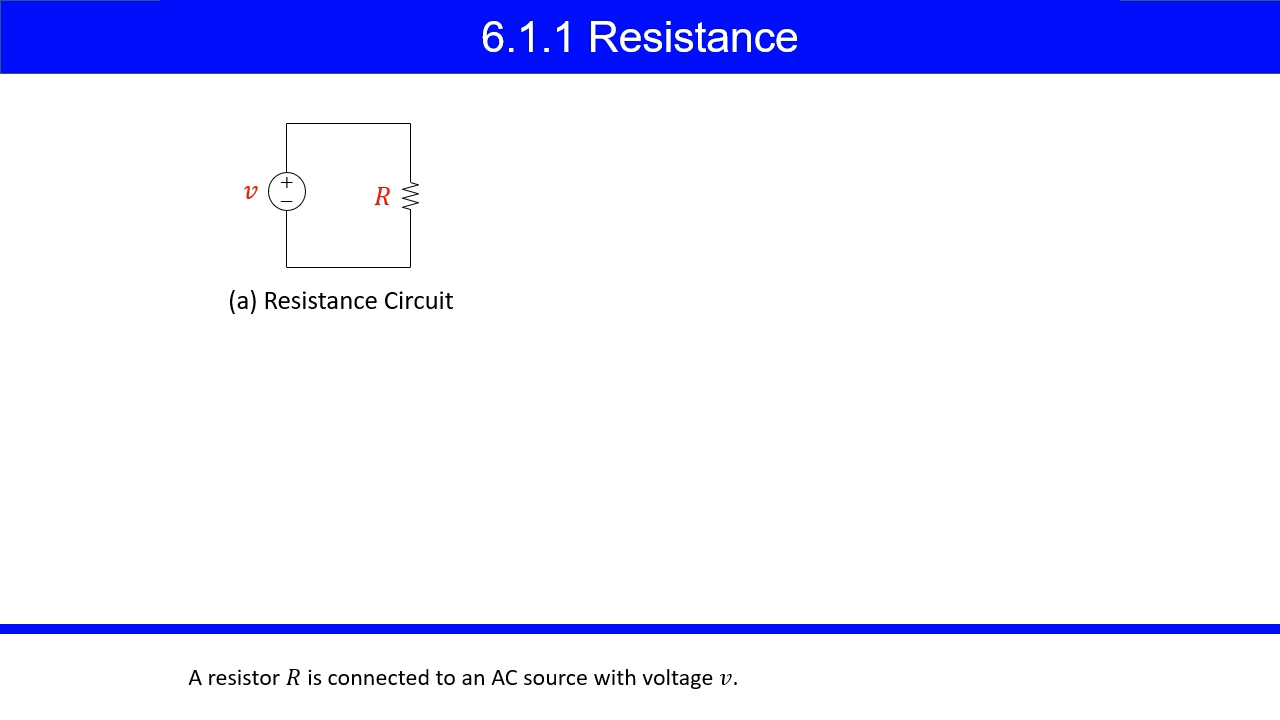 6.1.1 Resistance
+
v
R
−
(a) Resistance Circuit
A resistor R is connected to an AC source with voltage v.